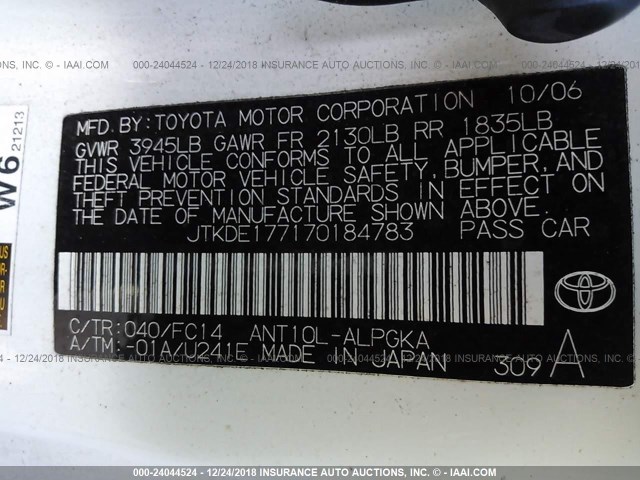 000-24044524 - 12/24/2018 INSURANCE AUTO AUCTIONS, INC. © - IAAI.COM
MFD. BY: TOYOTA MOTOR CORPORATION 10/06
GVWR 3945LB GAWR FR 2130LB RR 1835LB
THIS VEHICLE CONFORMS TO ALL APPLICABLE
FEDERAL MOTOR VEHICLE SAFETY, BUMPER, AND
THEFT PREVENTION STANDARDS IN EFFECT ON
THE DATE OF MANUFACTURE SHOWN ABOVE.
JTKDE177170184783 PASS CAR
C/TR: 040/FC14 ANT10L-ALPGKA
A/TM: -01A/U241E MADE IN JAPAN 309 A
W6
21213
000-24044524 - 12/24/2018 INSURANCE AUTO AUCTIONS, INC. © - IAAI.COM